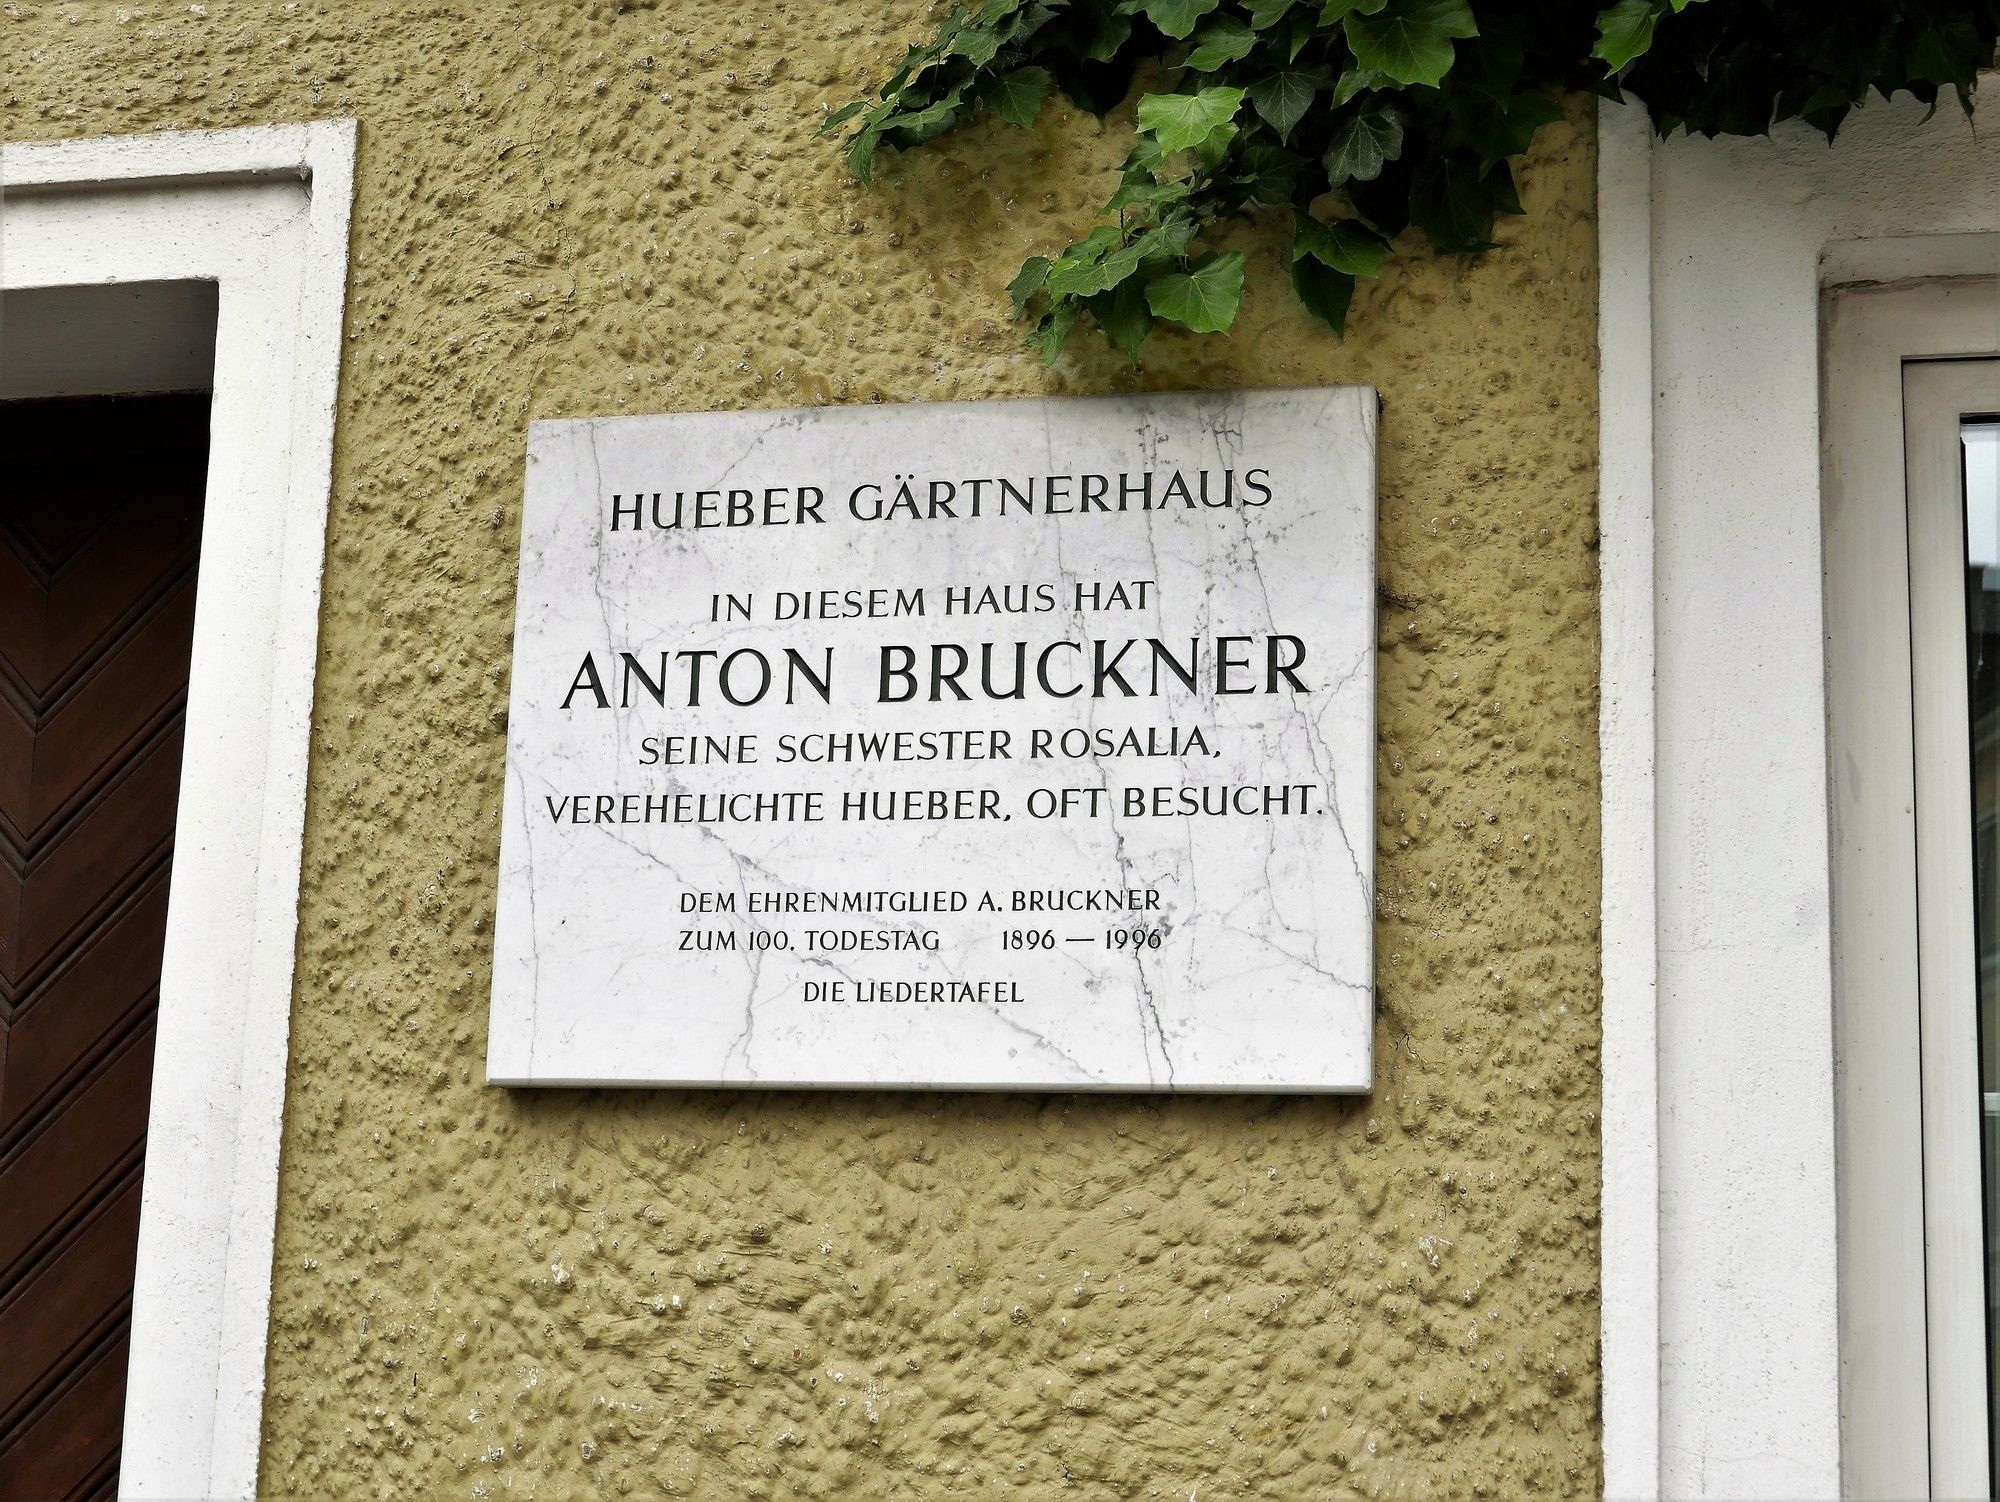 HUEBER GÄRTNERHAUS
IN DIESEM HAUS HAT
ANTON BRUCKNER
SEINE SCHWESTER ROSALIA,
VEREHELICHTE HUEBER, OFT BESUCHT.
DEM EHRENMITGLIED A. BRUCKNER
ZUM 100. TODESTAG 1896 — 1996
DIE LIEDERTAFEL